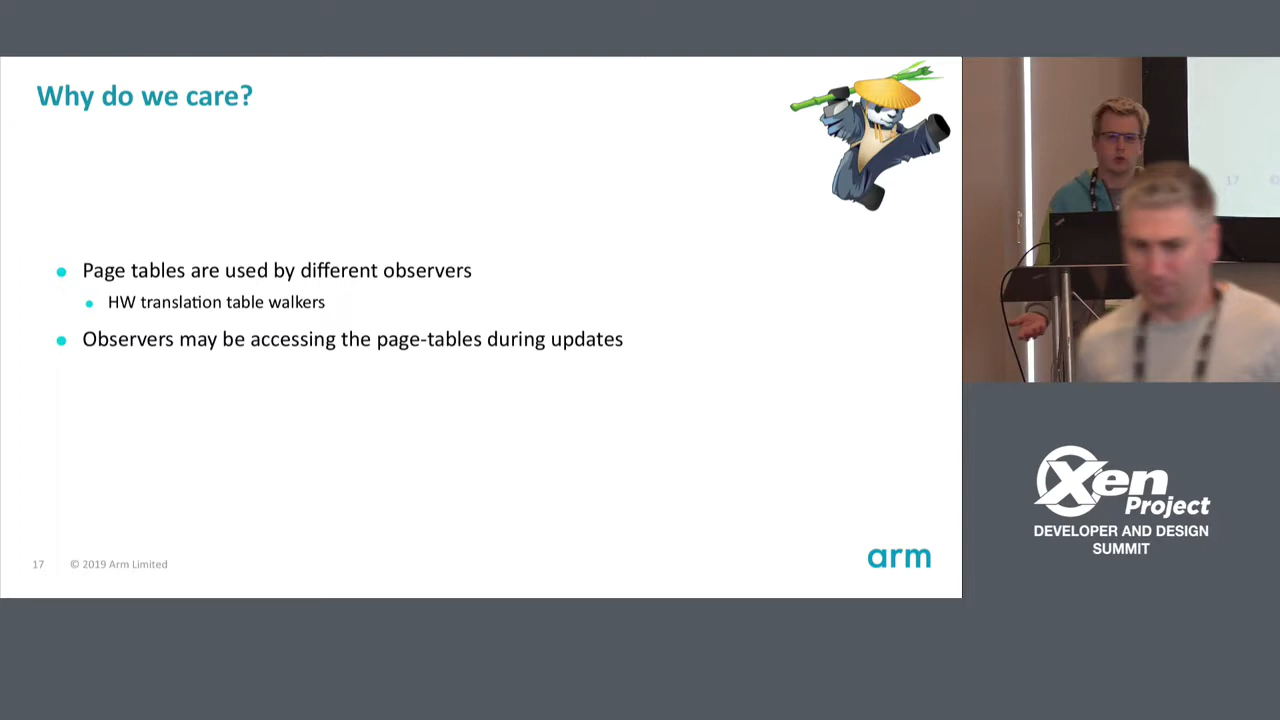 Why do we care?
Page tables are used by different observers
HW translation table walkers
Observers may be accessing the page-tables during updates
17
© 2019 Arm Limited
arm
17
Xen
Project
DEVELOPER AND DESIGN
SUMMIT